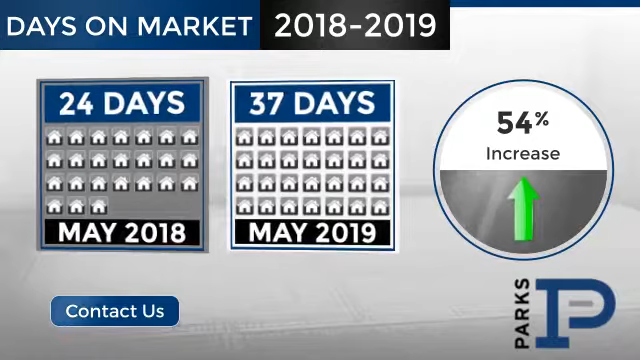 DAYS ON MARKET 2018-2019
24 DAYS
MAY 2018
37 DAYS
MAY 2019
54%
Increase
Contact Us
PARKS
P